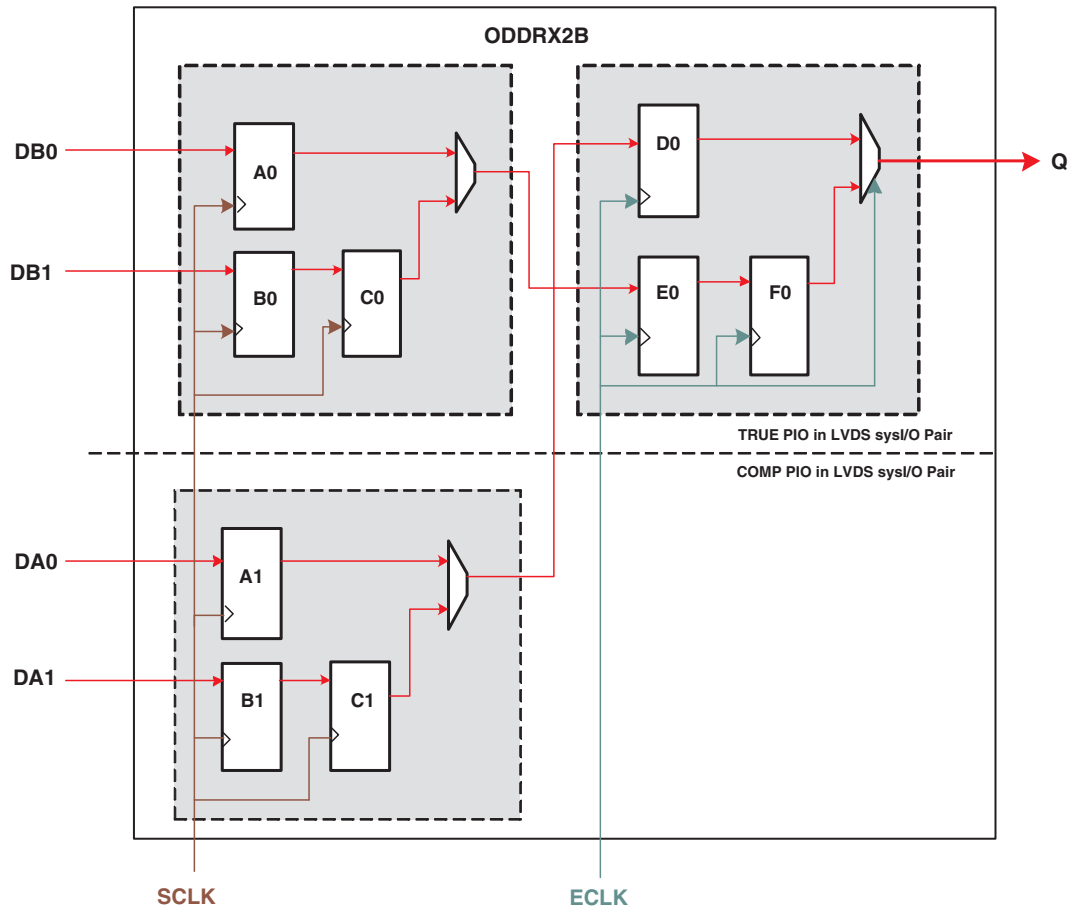 ODDRX2B
DB0
A0
D0
Q
DB1
B0
C0
E0
F0
TRUE PIO in LVDS sysI/O Pair
COMP PIO in LVDS sysI/O Pair
DA0
A1
DA1
B1
C1
SCLK
ECLK